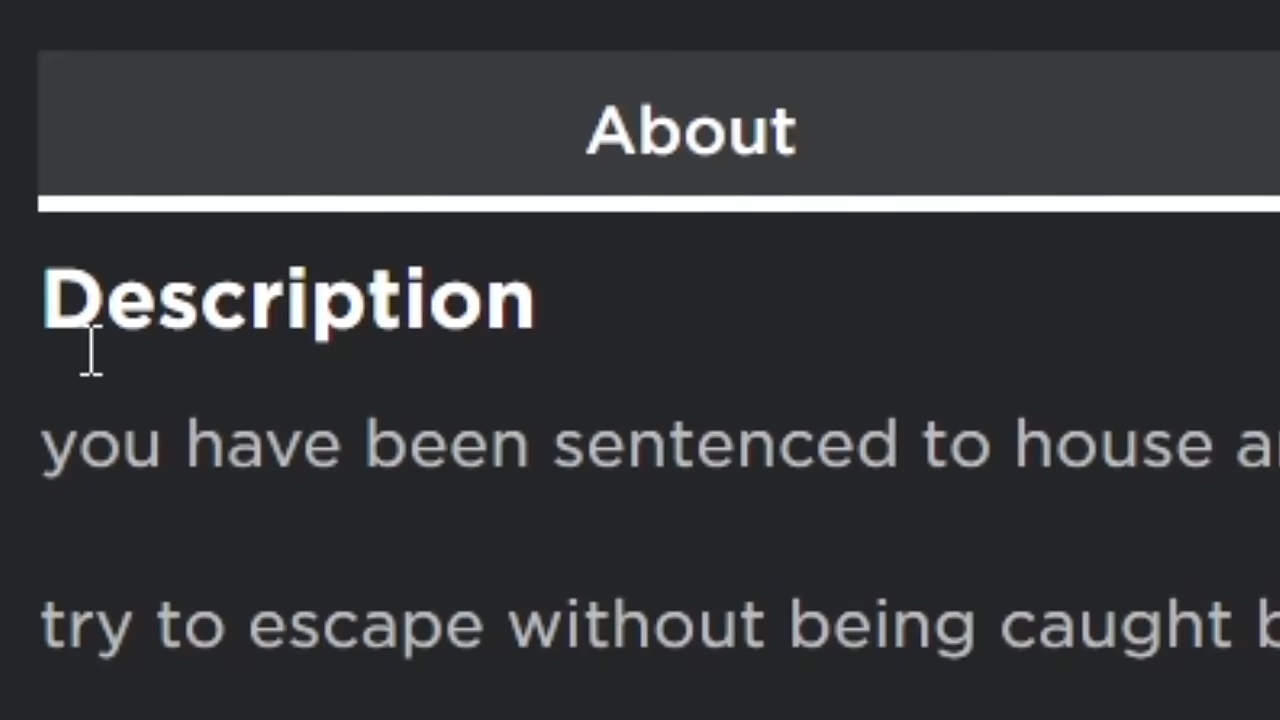 About
Description
you have been sentenced to house
try to escape without being caught